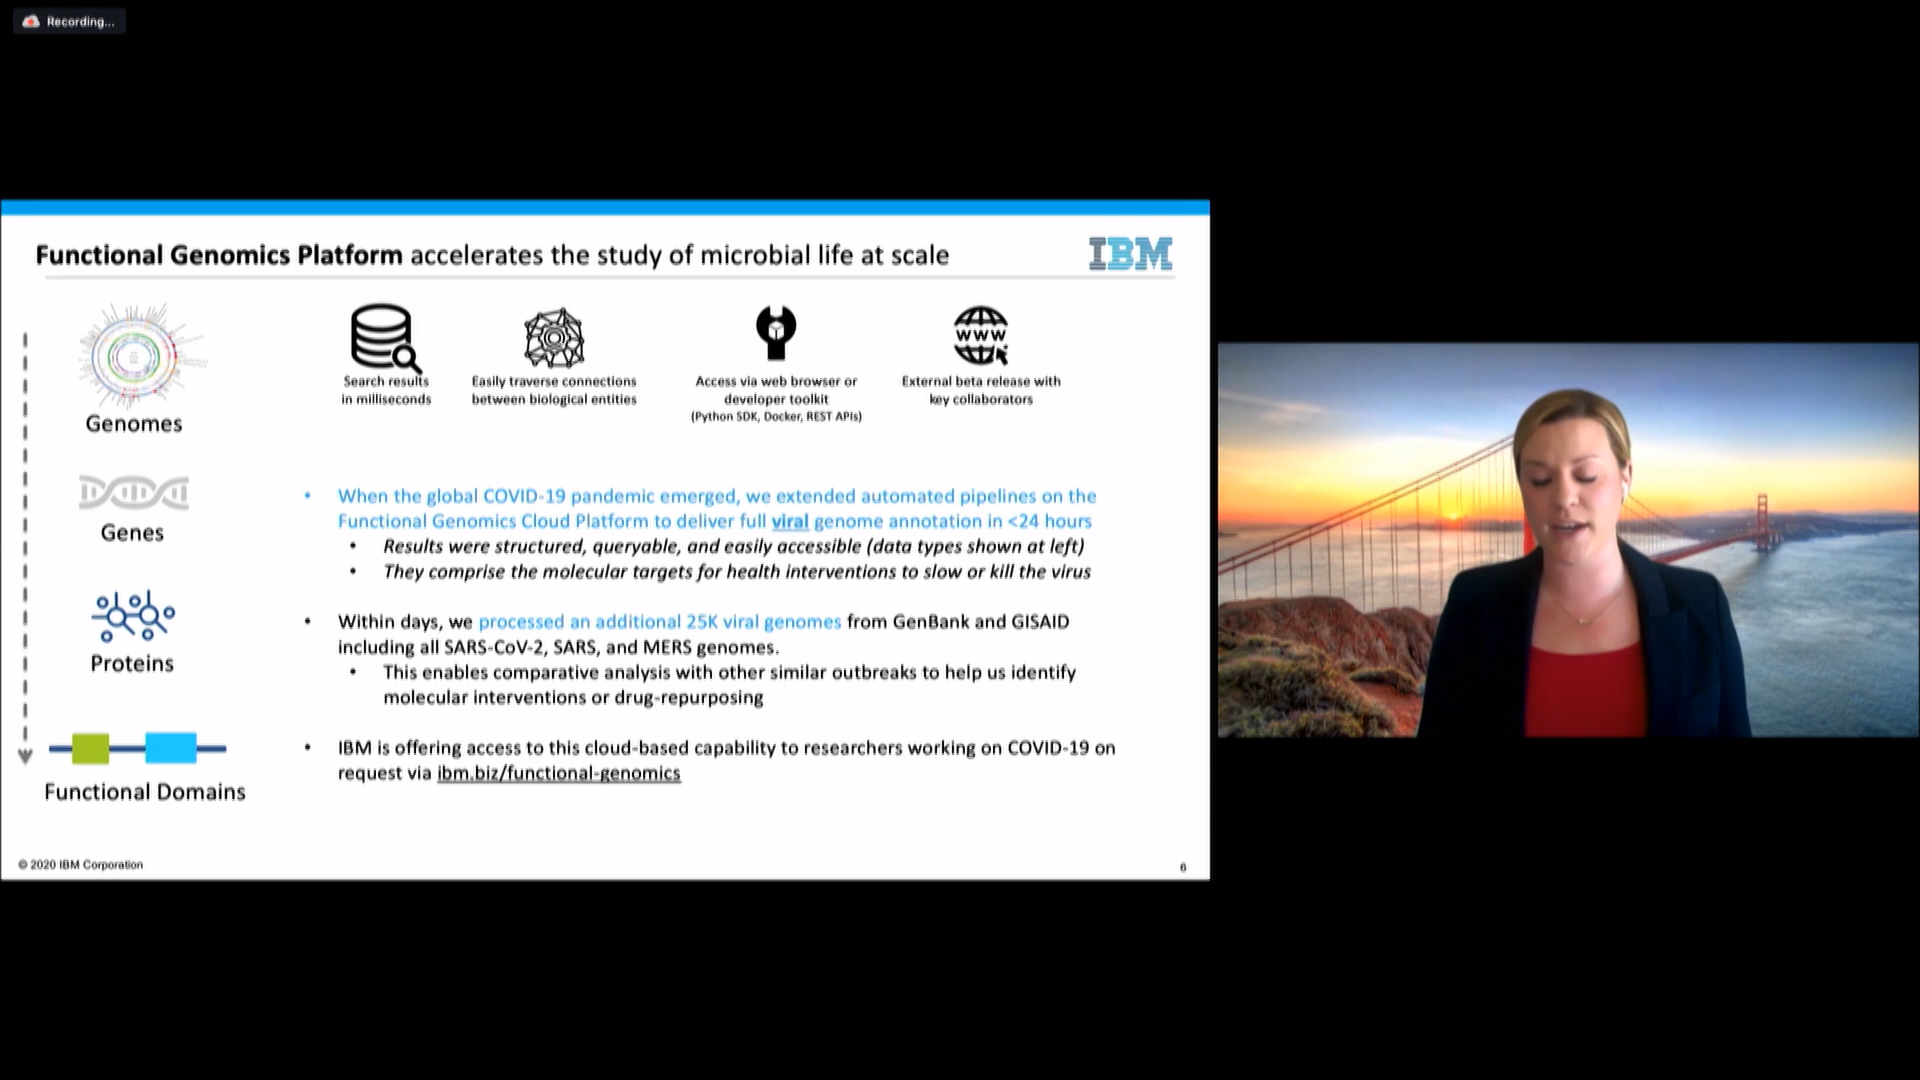 Recording...
Functional Genomics Platform accelerates the study of microbial life at scale
IBM
Genomes
Genes
Proteins
Functional Domains
Search results
in milliseconds
Easily traverse connections
between biological entities
Access via web browser or
developer toolkit
(Python SDK, Docker, REST APIs)
www
External beta release with
key collaborators
• When the global COVID-19 pandemic emerged, we extended automated pipelines on the
Functional Genomics Cloud Platform to deliver full viral genome annotation in <24 hours
• Results were structured, queryable, and easily accessible (data types shown at left)
• They comprise the molecular targets for health interventions to slow or kill the virus
• Within days, we processed an additional 25K viral genomes from GenBank and GISAID
including all SARS-CoV-2, SARS, and MERS genomes.
• This enables comparative analysis with other similar outbreaks to help us identify
molecular interventions or drug-repurposing
• IBM is offering access to this cloud-based capability to researchers working on COVID-19 on
request via ibm.biz/functional-genomics
© 2020 IBM Corporation
6